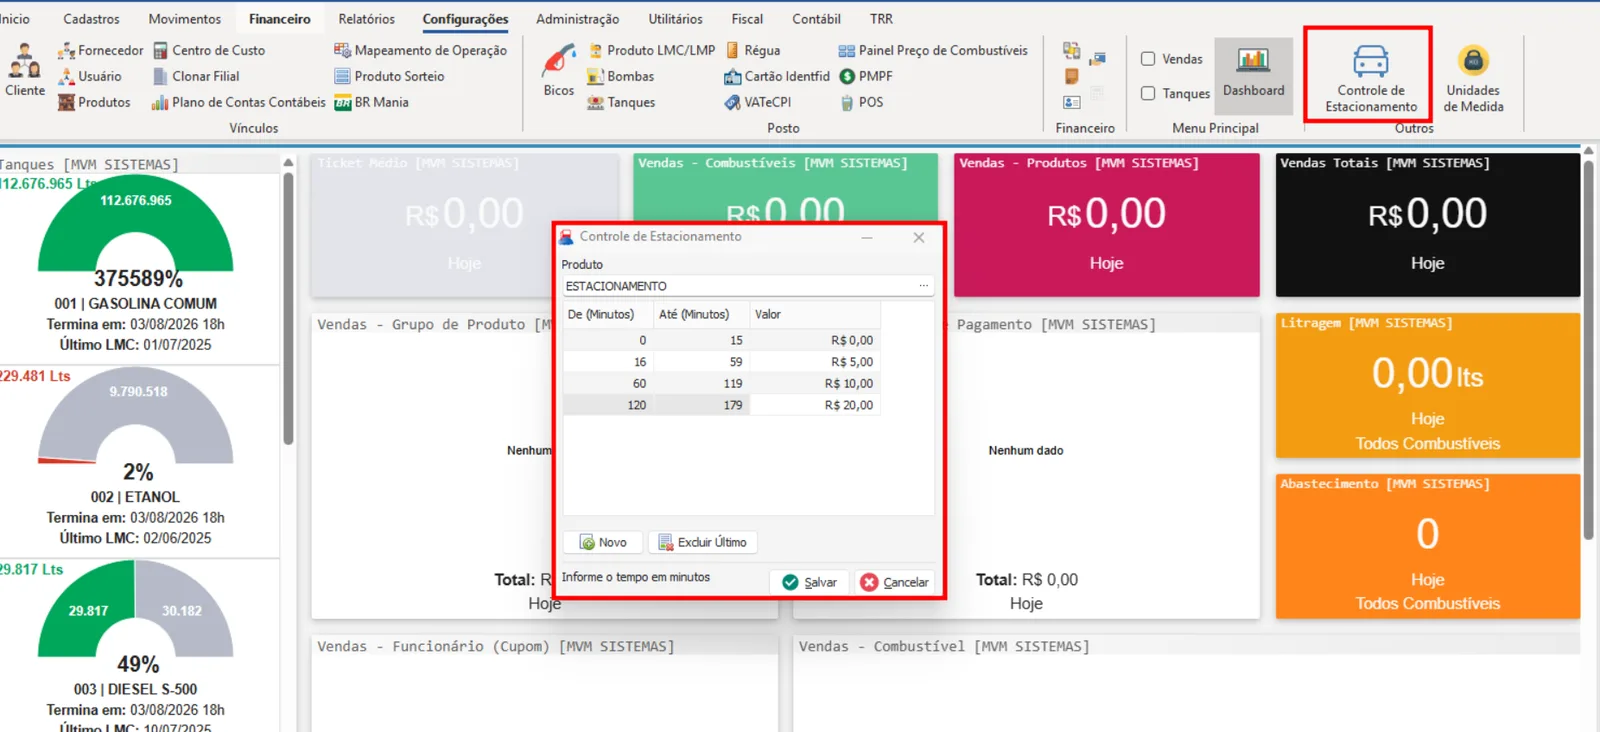 Cadastros Movimentos Financeiro Relatórios Configurações Administração Utilitários Fiscal Contábil TRR
Cliente
Fornecedor
Usuário
Produtos
Centro de Custo
Clonar Filial
Plano de Contas Contábeis
Mapeamento de Operação
Produto Sorteio
BR Mania
Vínculos
Bicos
Produto LMC/LMP
Bombas
Tanques
Régua
Cartão Identfid
VATeCPI
Painel Preço de Combustíveis
PMPF
POS
Posto
Financeiro
Vendas
Tanques
Dashboard
Menu Principal
Controle de
Estacionamento
Unidades
de Medida
Outros
Tanques [MVM SISTEMAS]
112.676.965 Lts
112.676.965
375589%
001 | GASOLINA COMUM
Termina em: 03/08/2026 18h
Último LMC: 01/07/2025
229.481 Lts
9.790.518
2%
002 | ETANOL
Termina em: 03/08/2026 18h
Último LMC: 02/06/2025
29.817 Lts
29.817
30.182
49%
003 | DIESEL S-500
Termina em: 03/08/2026 18h
Último LMC: 10/07/2025
Ticket Médio [MVM SISTEMAS]
R$0,00
Hoje
Vendas - Combustíveis [MVM SISTEMAS]
R$0,00
Vendas - Produtos [MVM SISTEMAS]
R$0,00
Hoje
Vendas Totais [MVM SISTEMAS]
R$0,00
Hoje
Controle de Estacionamento
Produto
ESTACIONAMENTO ...
De (Minutos) Até (Minutos) Valor
0 15 R$ 0,00
16 59 R$ 5,00
60 119 R$ 10,00
120 179 R$ 20,00
Novo Excluir Último
Informe o tempo em minutos
Salvar Cancelar
Vendas - Grupo de Produto
Nenhum
Total:
Hoje
Pagamento [MVM SISTEMAS]
Nenhum dado
Total: R$ 0,00
Hoje
Litragem [MVM SISTEMAS]
0,00lts
Hoje
Todos Combustíveis
Abastecimento [MVM SISTEMAS]
0
Hoje
Todos Combustíveis
Vendas - Funcionário (Cupom) [MVM SISTEMAS]
Vendas - Combustível [MVM SISTEMAS]